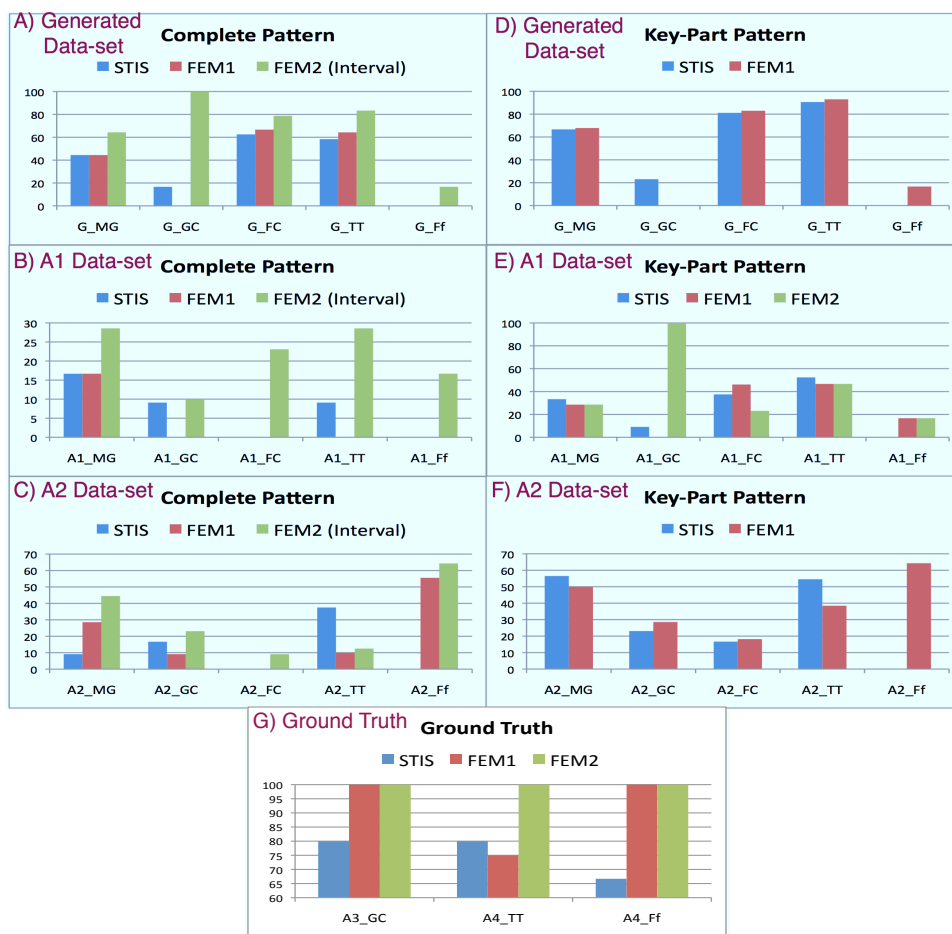 A) Generated
Data-set
Complete Pattern
STIS FEM1 FEM2 (Interval)
100
80
60
40
20
0
G_MG G_GC G_FC G_TT G_Ff
D) Generated
Data-set
Key-Part Pattern
STIS FEM1
100
80
60
40
20
0
G_MG G_GC G_FC G_TT G_Ff
B) A1 Data-set
Complete Pattern
STIS FEM1 FEM2 (Interval)
30
25
20
15
10
5
0
A1_MG A1_GC A1_FC A1_TT A1_Ff
E) A1 Data-set
Key-Part Pattern
STIS FEM1 FEM2
100
80
60
40
20
0
A1_MG A1_GC A1_FC A1_TT A1_Ff
C) A2 Data-set
Complete Pattern
STIS FEM1 FEM2 (Interval)
70
60
50
40
30
20
10
0
A2_MG A2_GC A2_FC A2_TT A2_Ff
F) A2 Data-set
Key-Part Pattern
STIS FEM1
70
60
50
40
30
20
10
0
A2_MG A2_GC A2_FC A2_TT A2_Ff
G) Ground Truth
Ground Truth
STIS FEM1 FEM2
100
95
90
85
80
75
70
65
60
A3_GC A4_TT A4_Ff